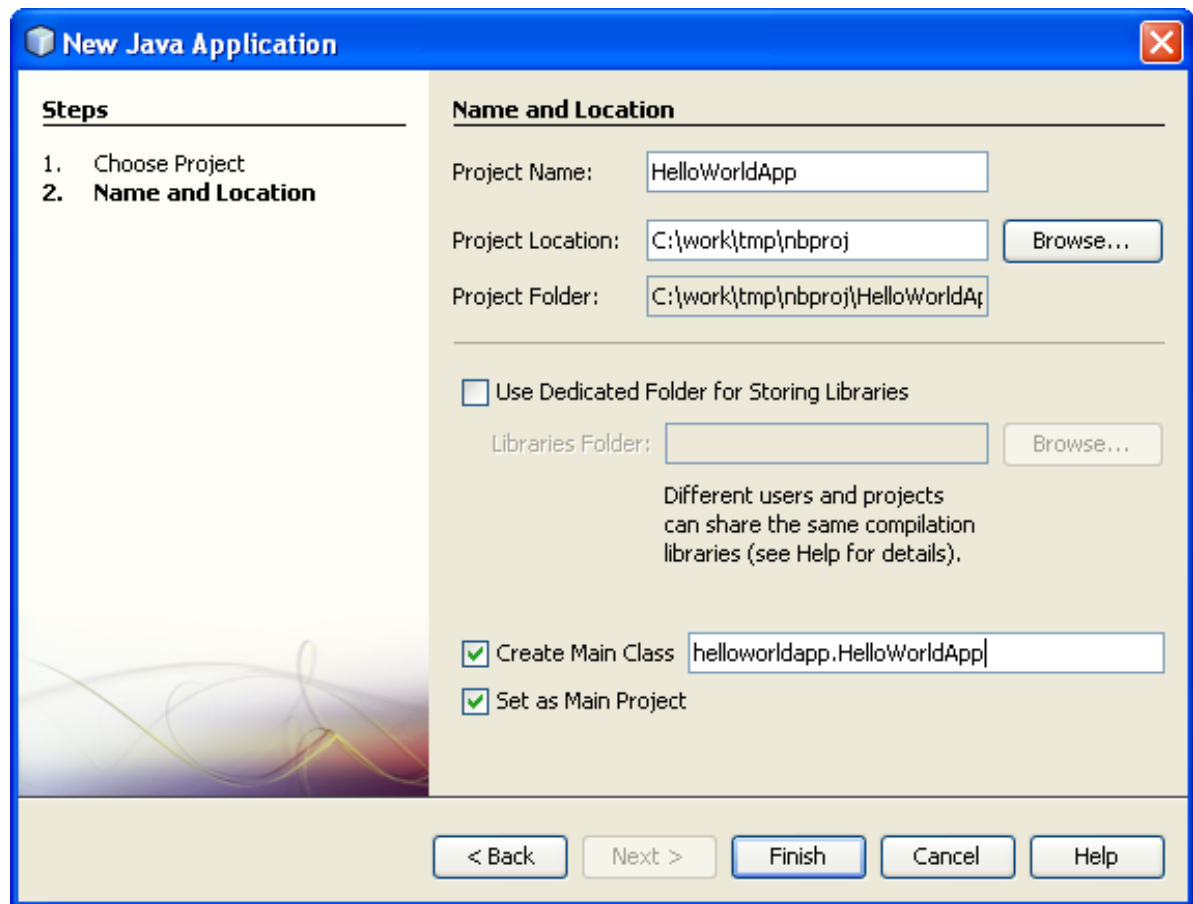 New Java Application
Steps
1. Choose Project
2. Name and Location
Name and Location
Project Name: HelloWorldApp
Project Location: C:\work\tmp\nbproj Browse...
Project Folder: C:\work\tmp\nbproj\HelloWorldAp
Use Dedicated Folder for Storing Libraries
Libraries Folder: Browse...
Different users and projects
can share the same compilation
libraries (see Help for details).
Create Main Class helloworldapp.HelloWorldApp
Set as Main Project
< Back Next > Finish Cancel Help